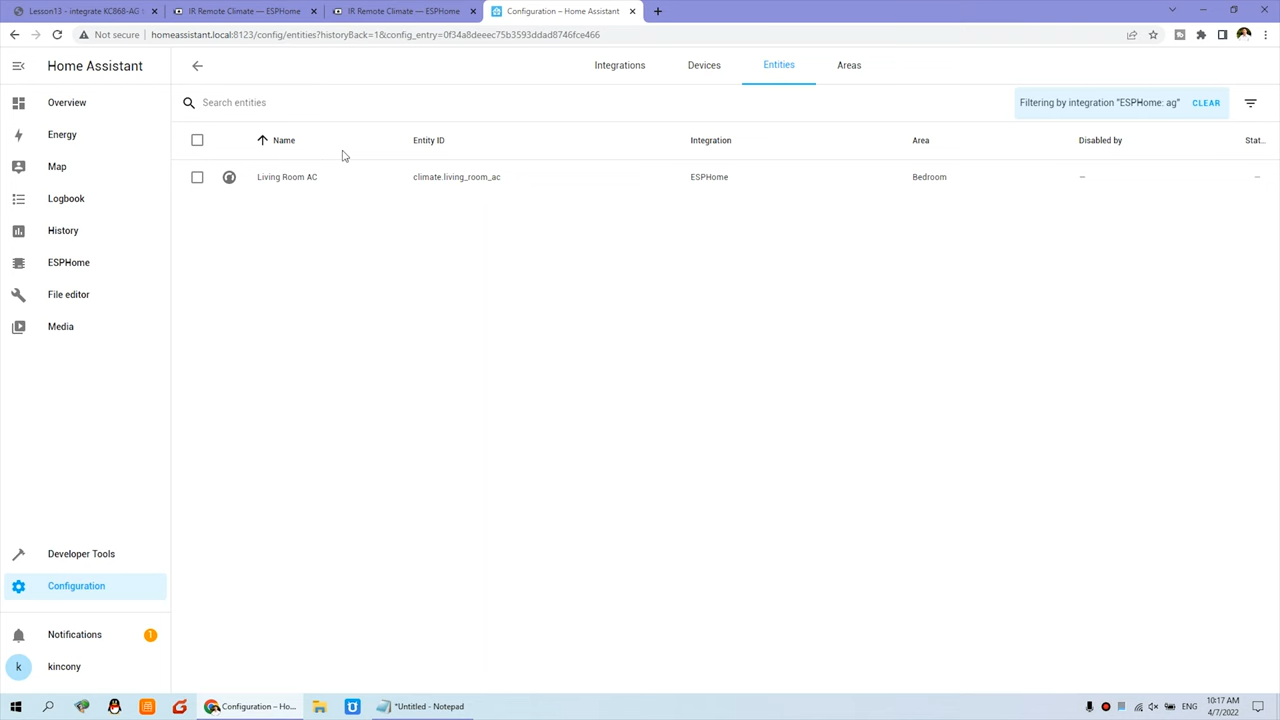 Lesson13 - integrate KC868-AG
IR Remote Climate — ESPHome
IR Remote Climate — ESPHome
Configuration – Home Assistant
Not secure
homeassistant.local:8123/config/entities?historyBack=1&config_entry=0f34a8deeec75b3593ddad8746fce466
Home Assistant
Integrations
Devices
Entities
Areas
Overview
Energy
Map
Logbook
History
ESPHome
File editor
Media
Developer Tools
Configuration
Notifications
1
k
kincony
Search entities
Filtering by integration "ESPHome: ag"
CLEAR
Name
Entity ID
Integration
Area
Disabled by
Stat...
Living Room AC
climate.living_room_ac
ESPHome
Bedroom
—
—
Configuration – Ho...
*Untitled - Notepad
ENG
10:17 AM
4/7/2022